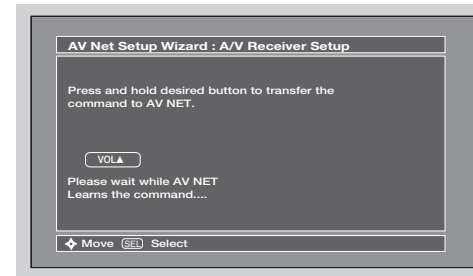 AV Net Setup Wizard : A/V Receiver Setup
Press and hold desired button to transfer the
command to AV NET.
VOL▲
Please wait while AV NET
Learns the command....
Move SEL Select